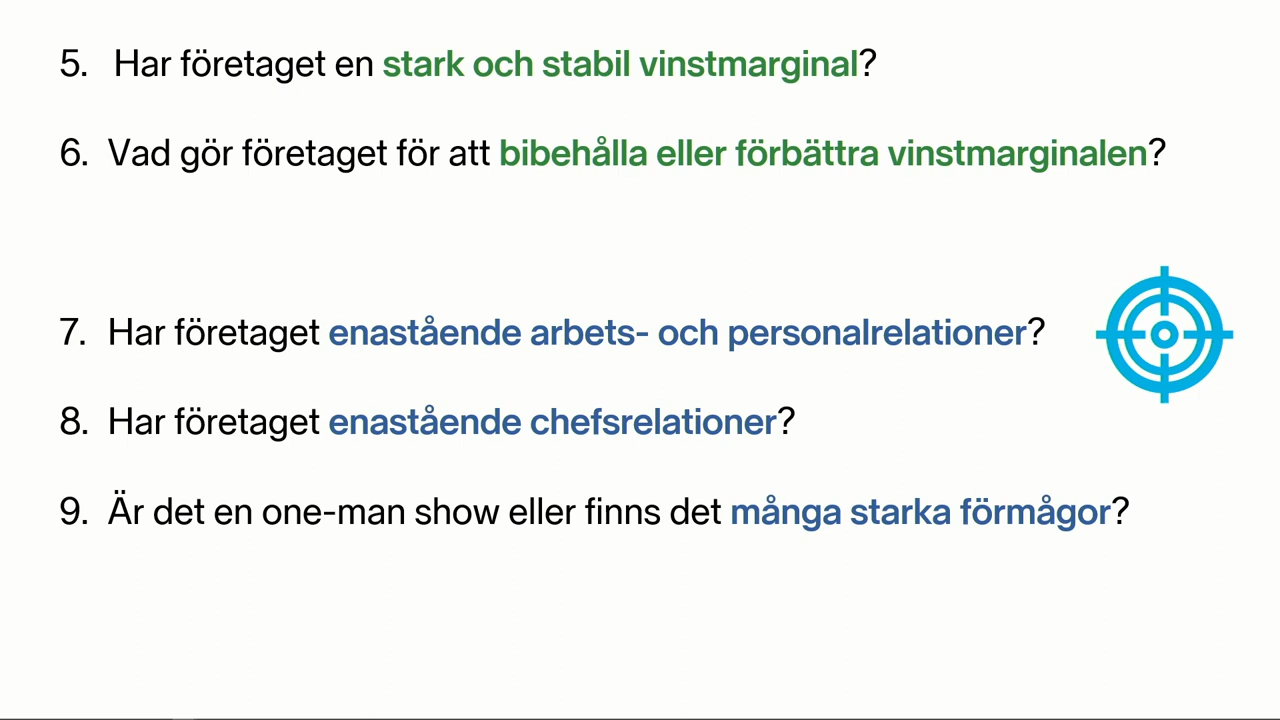 5. Har företaget en stark och stabil vinstmarginal?
6. Vad gör företaget för att bibehålla eller förbättra vinstmarginalen?
7. Har företaget enastående arbets- och personalrelationer?
8. Har företaget enastående chefsrelationer?
9. Är det en one-man show eller finns det många starka förmågor?